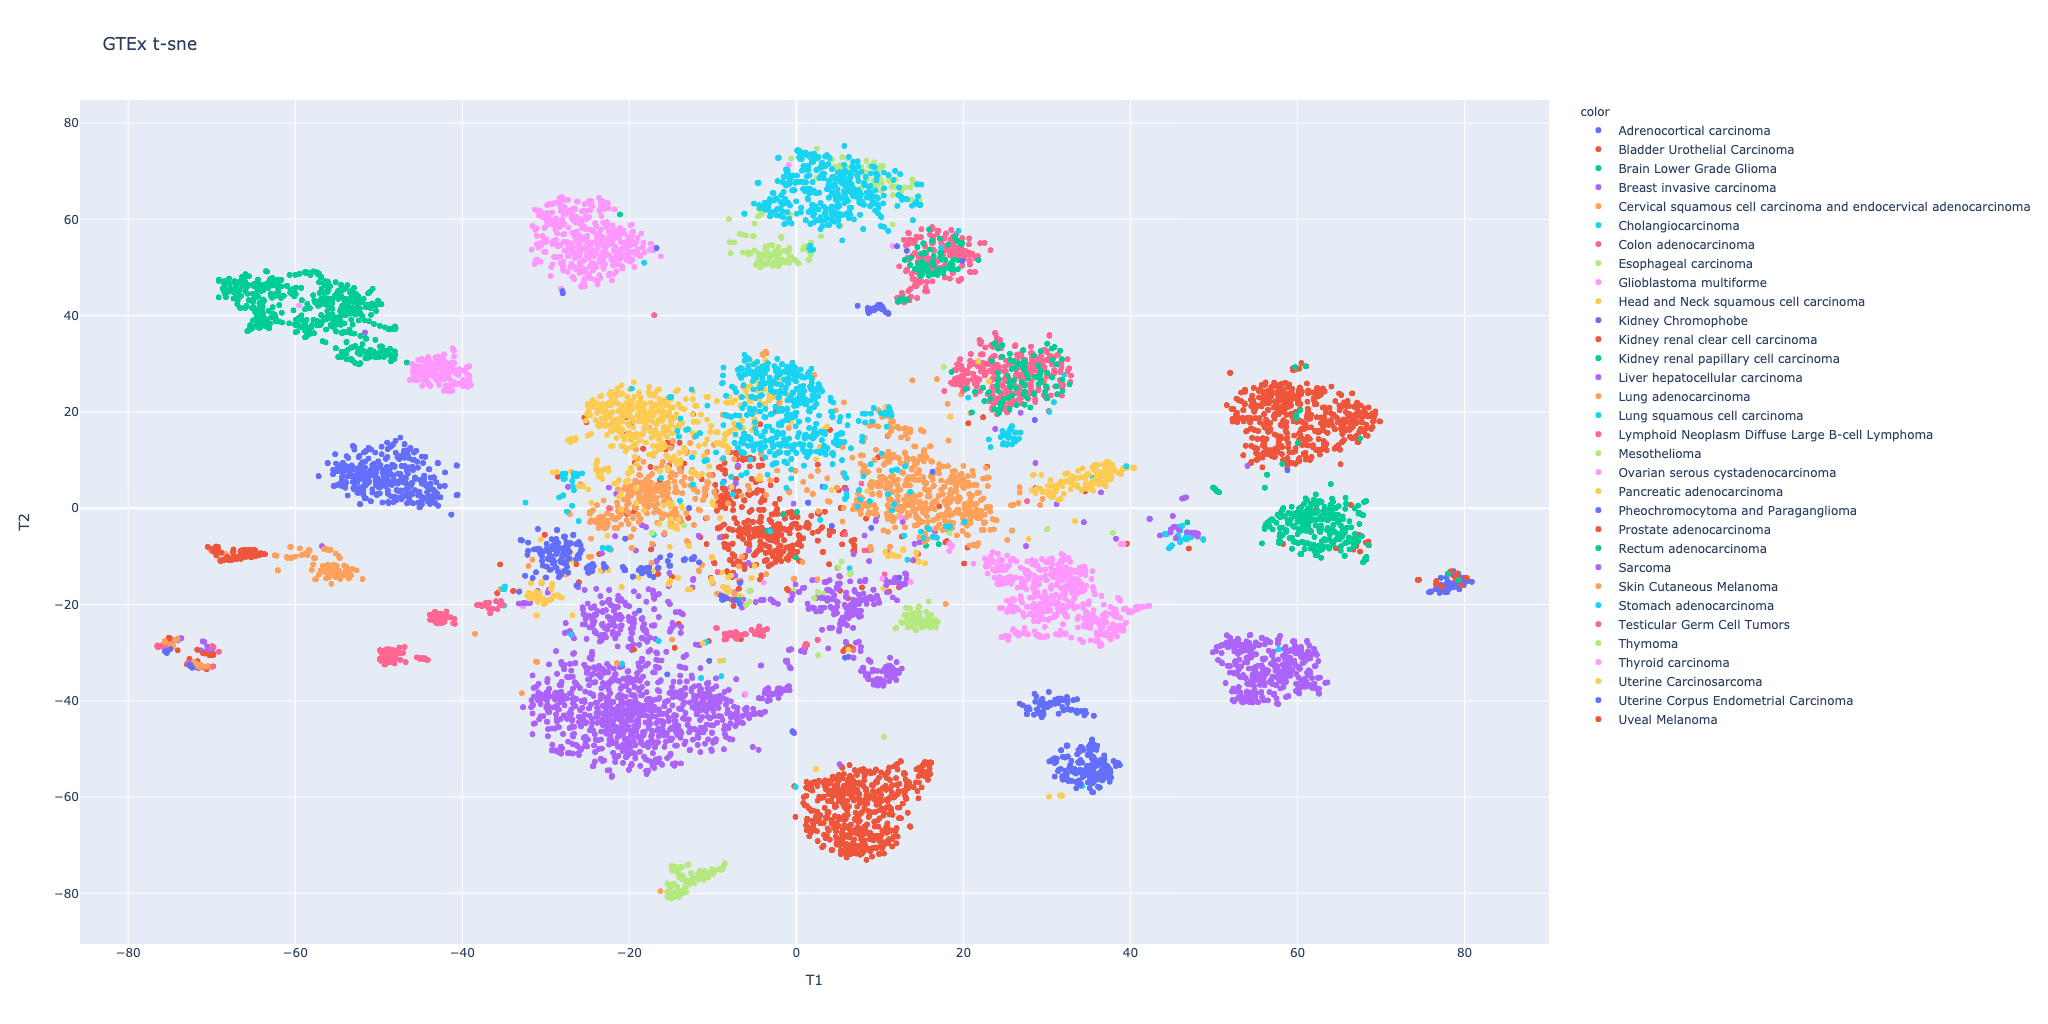 GTEx t-sne
80
60
40
20
0
−20
−40
−60
−80
T2
−80
−60
−40
−20
0
20
40
60
80
T1
color
Adrenocortical carcinoma
Bladder Urothelial Carcinoma
Brain Lower Grade Glioma
Breast invasive carcinoma
Cervical squamous cell carcinoma and endocervical adenocarcinoma
Cholangiocarcinoma
Colon adenocarcinoma
Esophageal carcinoma
Glioblastoma multiforme
Head and Neck squamous cell carcinoma
Kidney Chromophobe
Kidney renal clear cell carcinoma
Kidney renal papillary cell carcinoma
Liver hepatocellular carcinoma
Lung adenocarcinoma
Lung squamous cell carcinoma
Lymphoid Neoplasm Diffuse Large B-cell Lymphoma
Mesothelioma
Ovarian serous cystadenocarcinoma
Pancreatic adenocarcinoma
Pheochromocytoma and Paraganglioma
Prostate adenocarcinoma
Rectum adenocarcinoma
Sarcoma
Skin Cutaneous Melanoma
Stomach adenocarcinoma
Testicular Germ Cell Tumors
Thymoma
Thyroid carcinoma
Uterine Carcinosarcoma
Uterine Corpus Endometrial Carcinoma
Uveal Melanoma